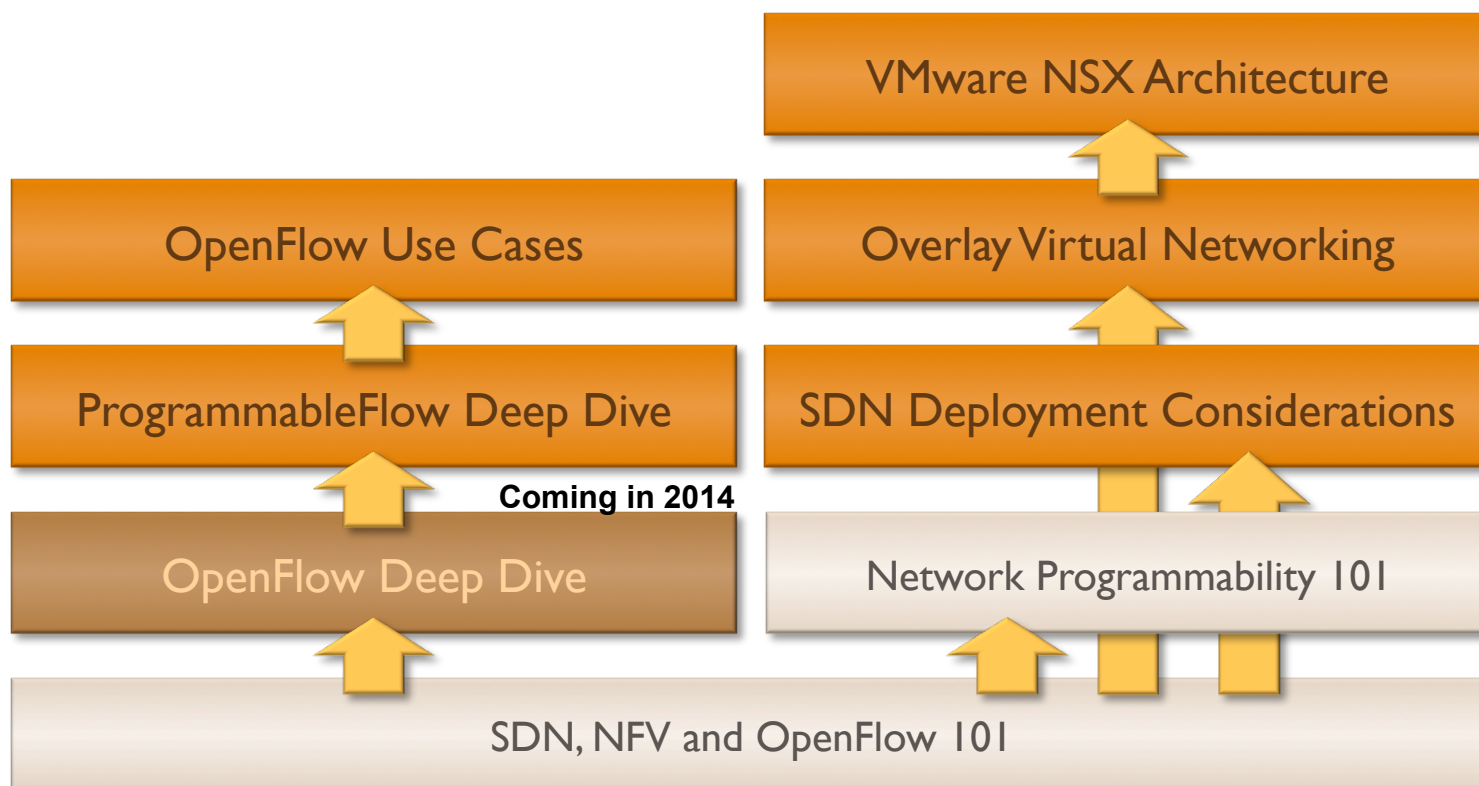 VMware NSX Architecture
OpenFlow Use Cases
Overlay Virtual Networking
ProgrammableFlow Deep Dive
SDN Deployment Considerations
Coming in 2014
OpenFlow Deep Dive
Network Programmability 101
SDN, NFV and OpenFlow 101